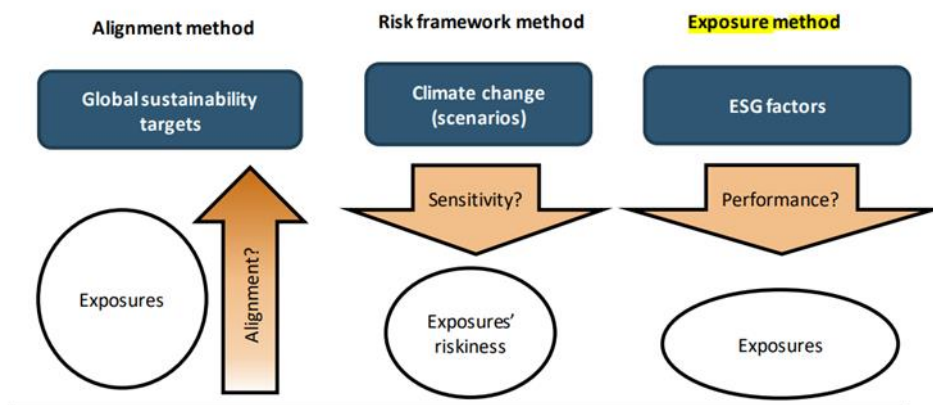 Alignment method
Risk framework method
Exposure method
Global sustainability
targets
Climate change
(scenarios)
ESG factors
Alignment?
Sensitivity?
Performance?
Exposures
Exposures'
riskiness
Exposures